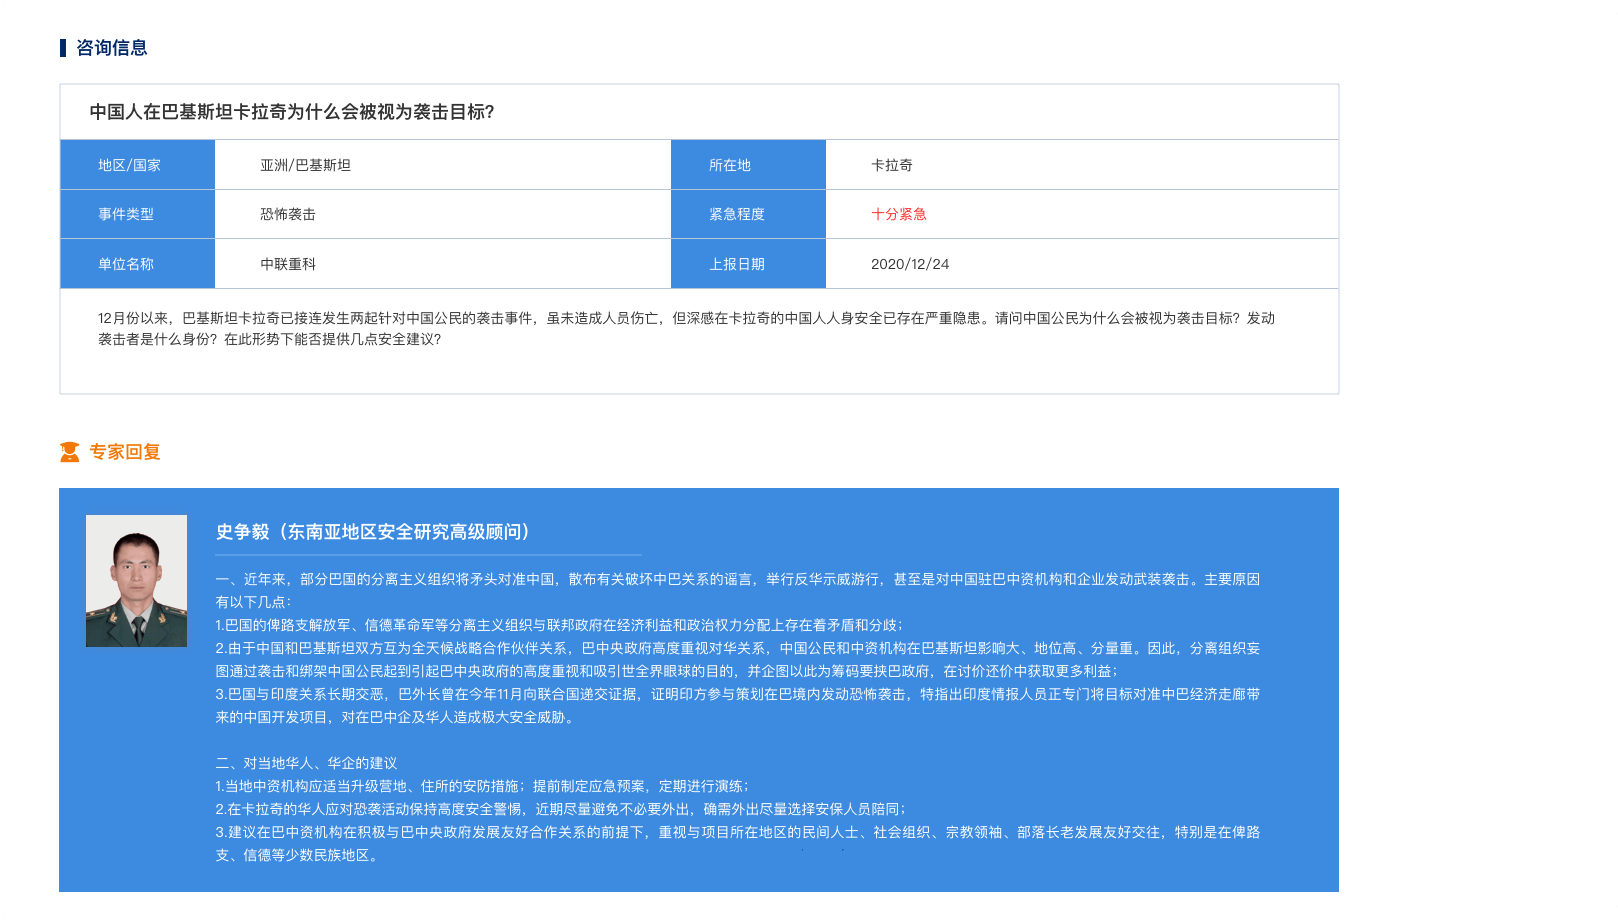 咨询信息
中国人在巴基斯坦卡拉奇为什么会被视为袭击目标?
地区/国家 亚洲/巴基斯坦 所在地 卡拉奇
事件类型 恐怖袭击 紧急程度 十分紧急
单位名称 中联重科 上报日期 2020/12/24
12月份以来，巴基斯坦卡拉奇已接连发生两起针对中国公民的袭击事件，虽未造成人员伤亡，但深感在卡拉奇的中国人人身安全已存在严重隐患。请问中国公民为什么会被视为袭击目标？发动
袭击者是什么身份？在此形势下能否提供几点安全建议？
专家回复
史争毅（东南亚地区安全研究高级顾问）
一、近年来，部分巴国的分离主义组织将矛头对准中国，散布有关破坏中巴关系的谣言，举行反华示威游行，甚至是对中国驻巴中资机构和企业发动武装袭击。主要原因
有以下几点：
1.巴国的俾路支解放军、信德革命军等分离主义组织与联邦政府在经济利益和政治权力分配上存在着矛盾和分歧；
2.由于中国和巴基斯坦双方互为全天候战略合作伙伴关系，巴中央政府高度重视对华关系，中国公民和中资机构在巴基斯坦影响大、地位高、分量重。因此，分离组织妄
图通过袭击和绑架中国公民起到引起巴中央政府的高度重视和吸引世全界眼球的目的，并企图以此为筹码要挟巴政府，在讨价还价中获取更多利益；
3.巴国与印度关系长期交恶，巴外长曾在今年11月向联合国递交证据，证明印方参与策划在巴境内发动恐怖袭击，特指出印度情报人员正专门将目标对准中巴经济走廊带
来的中国开发项目，对在巴中企及华人造成极大安全威胁。
二、对当地华人、华企的建议
1.当地中资机构应适当升级营地、住所的安防措施；提前制定应急预案，定期进行演练；
2.在卡拉奇的华人应对恐袭活动保持高度安全警惕，近期尽量避免不必要外出，确需外出尽量选择安保人员陪同；
3.建议在巴中资机构在积极与巴中央政府发展友好合作关系的前提下，重视与项目所在地区的民间人士、社会组织、宗教领袖、部落长老发展友好交往，特别是在俾路
支、信德等少数民族地区。